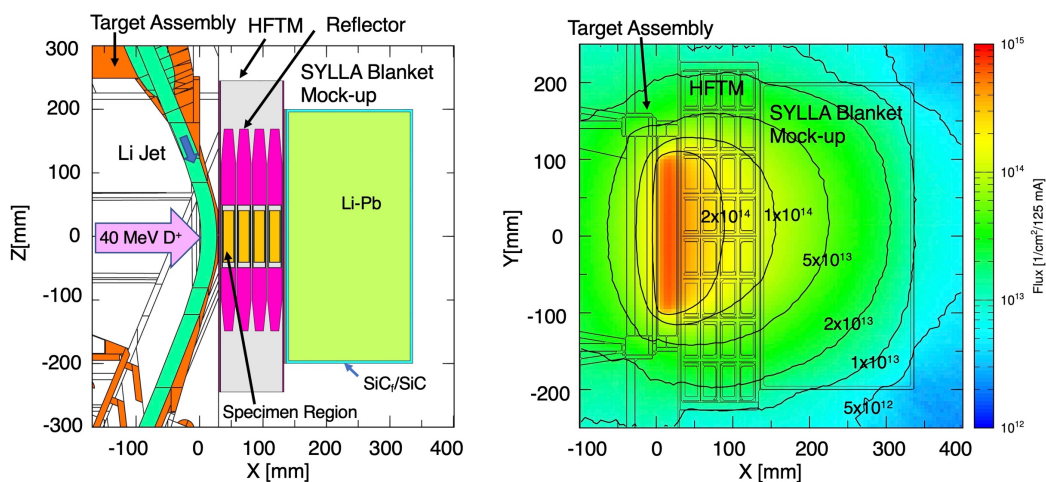 Target Assembly
HFTM
Reflector
SYLLA Blanket
Mock-up
Li Jet
40 MeV D⁺
Li-Pb
SiCf/SiC
Specimen Region
300
200
100
0
-100
-200
-300
Z[mm]
-100 0 100 200 300 400
X [mm]
Target Assembly
HFTM
SYLLA Blanket
Mock-up
2x10¹⁴
1x10¹⁴
5x10¹³
2x10¹³
1x10¹³
5x10¹²
200
100
0
-100
-200
Y[mm]
-100 0 100 200 300 400
X [mm]
10¹⁵
10¹⁴
10¹³
10¹²
Flux [1/cm²/125 mA]